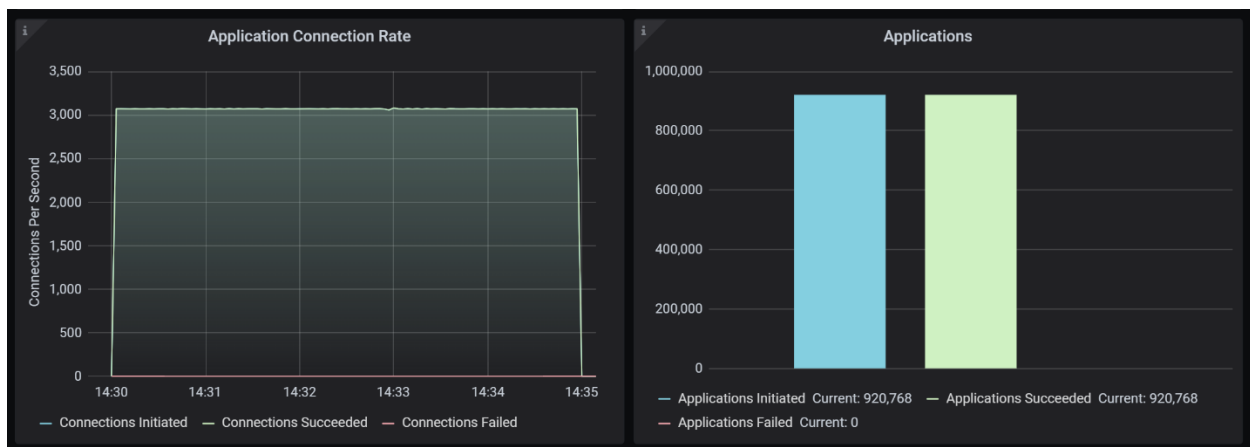 i
Application Connection Rate
Connections Per Second
3,500
3,000
2,500
2,000
1,500
1,000
500
0
14:30 14:31 14:32 14:33 14:34 14:35
Connections Initiated Connections Succeeded Connections Failed
i
Applications
1,000,000
800,000
600,000
400,000
200,000
0
Applications Initiated Current: 920,768 Applications Succeeded Current: 920,768
Applications Failed Current: 0